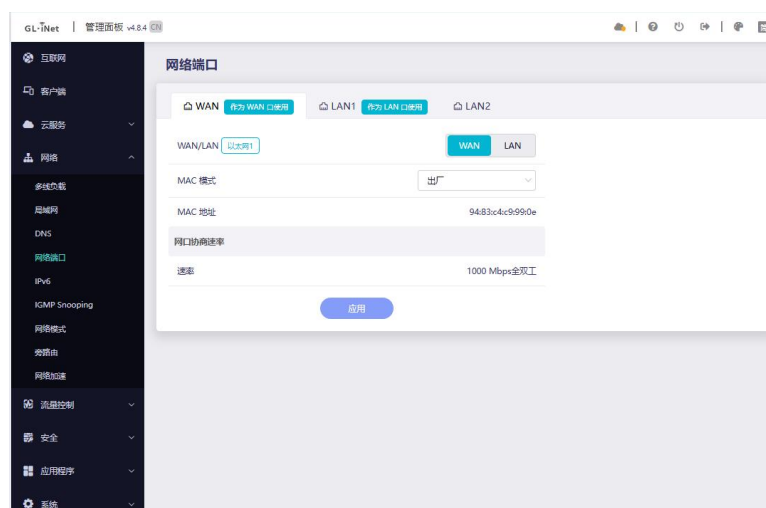 GL·iNet | 管理面板 v4.8.4 CN
互联网
客户端
云服务
网络
多线负载
局域网
DNS
网络端口
IPv6
IGMP Snooping
网络模式
旁路由
网络加速
流量控制
安全
应用程序
系统
网络端口
WAN 作为 WAN 口使用 LAN1 作为 LAN 口使用 LAN2
WAN/LAN 以太网1 WAN LAN
MAC 模式 出厂
MAC 地址 94:83:c4:c9:99:0e
网口协商速率
速率 1000 Mbps全双工
应用